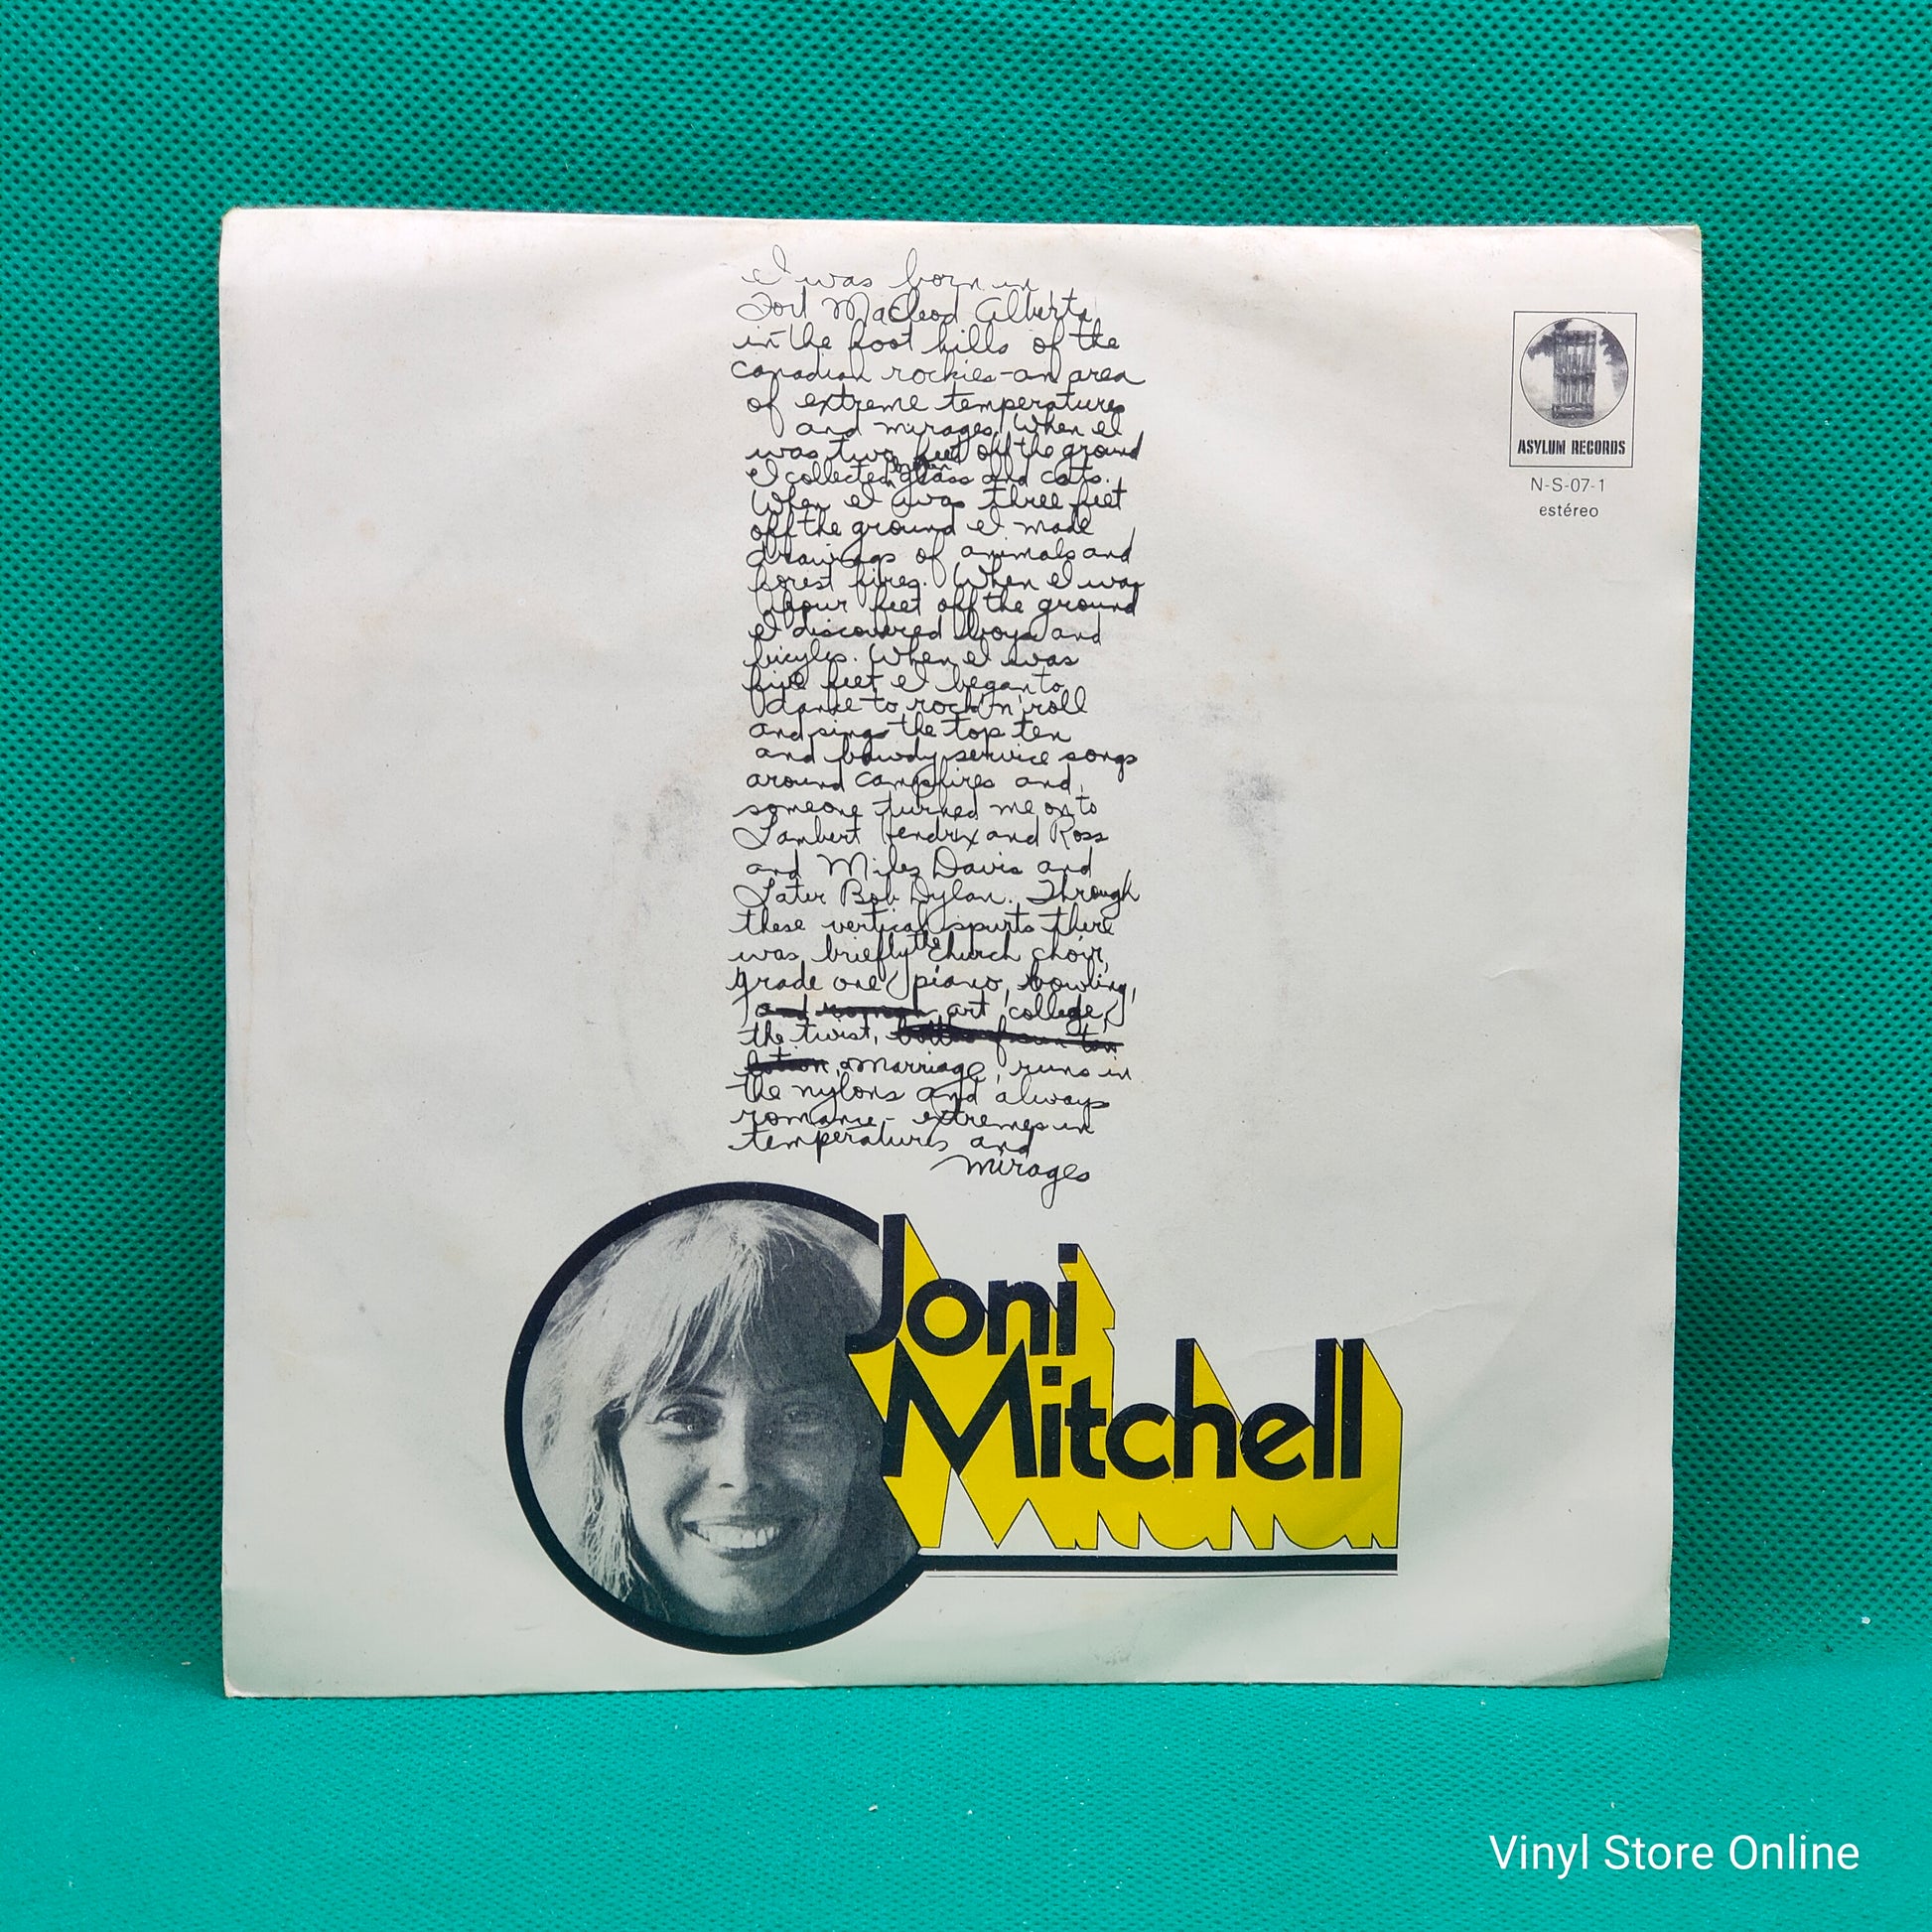 I was born in
Fort MaCleod Alberta
in the foot hills of the
canadian rockies - an area
of extreme temperatures
and mirages. When I
was two feet off the ground
I collected broken glass and cats.
When I was three feet
off the ground I made
drawings of animals and
forest fires. When I was
four feet off the ground
I discovered boys and
bicycles. When I was
five feet I began to
dance to rock 'n' roll
and sing the top ten
and bawdy service songs
around campfires and
someone turned me on to
Lambert Hendrix and Ross
and Miles Davis and
Later Bob Dylan. Through
these vertical spurts there
was briefly the church choir,
grade one piano, bowling,
art college,
the twist,
a marriage, runs in
the nylons and always
romance - extremes in
temperatures and
mirages
ASYLUM RECORDS
N-S-07-1
estéreo
Joni
Mitchell
Vinyl Store Online